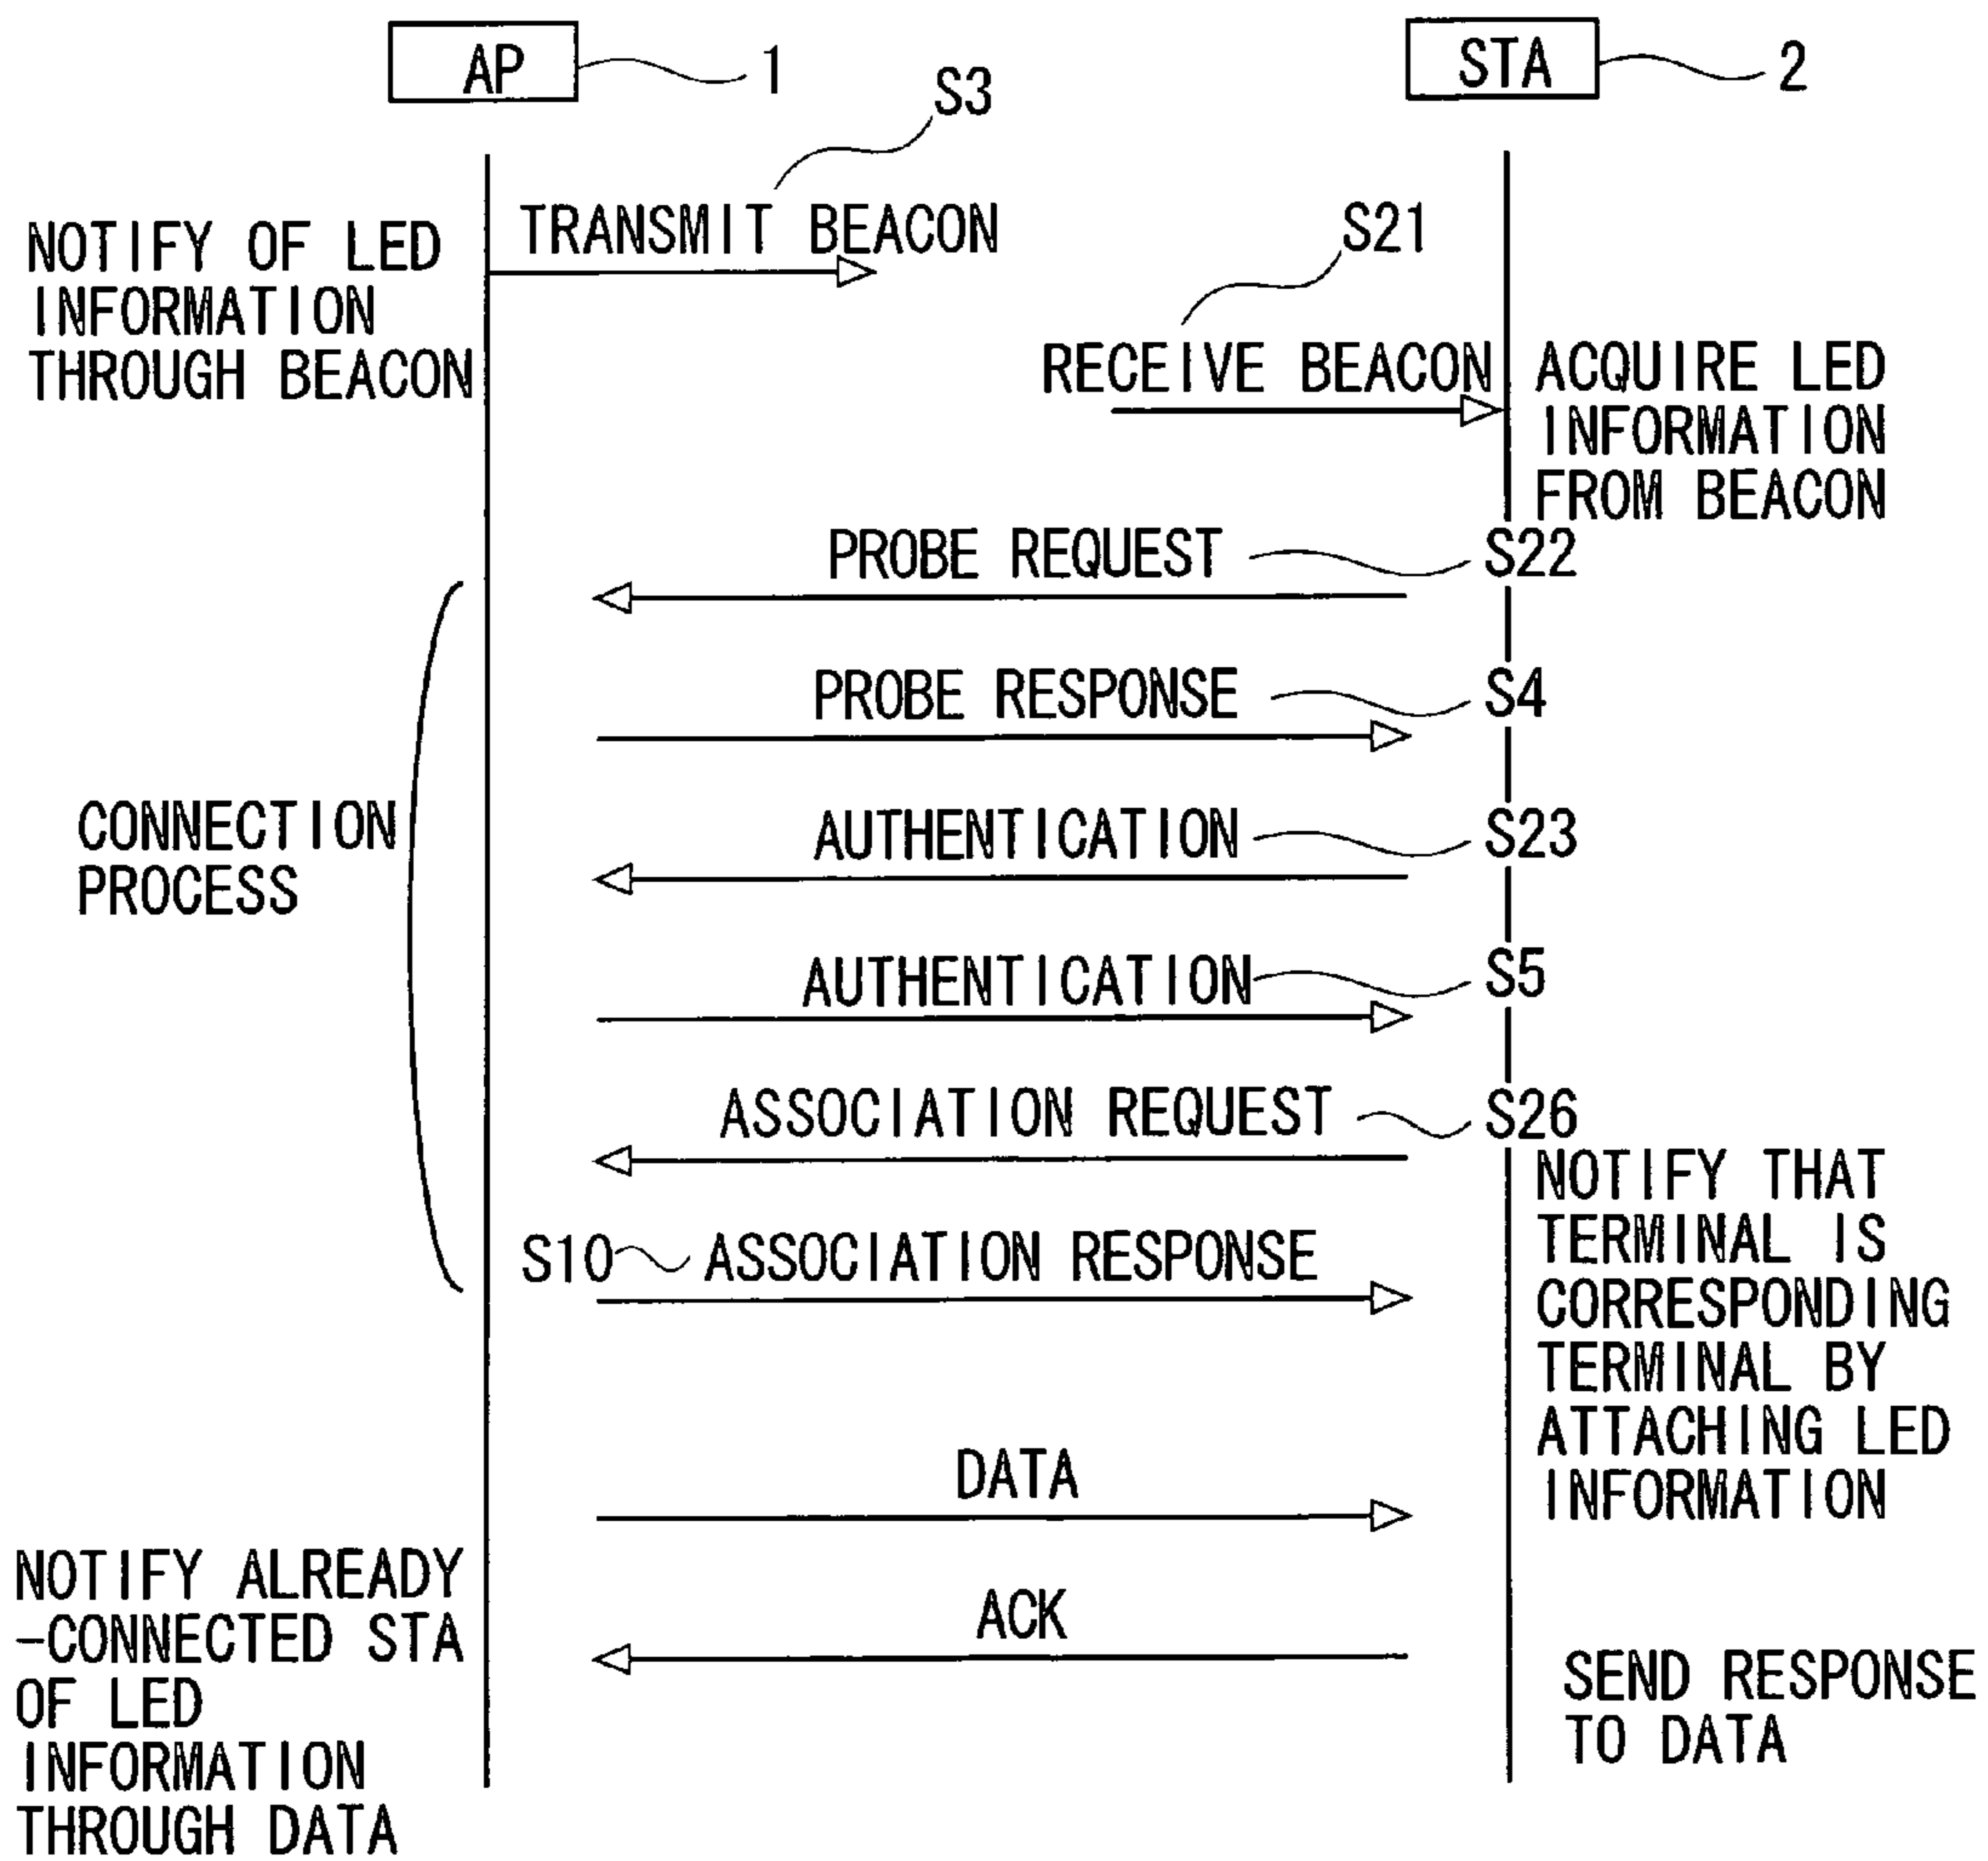 AP
1
STA
2
S3
TRANSMIT BEACON
NOTIFY OF LED
INFORMATION
THROUGH BEACON
S21
RECEIVE BEACON
ACQUIRE LED
INFORMATION
FROM BEACON
PROBE REQUEST
S22
PROBE RESPONSE
S4
CONNECTION
PROCESS
AUTHENTICATION
S23
AUTHENTICATION
S5
ASSOCIATION REQUEST
S26
NOTIFY THAT
TERMINAL IS
CORRESPONDING
TERMINAL BY
ATTACHING LED
INFORMATION
S10
ASSOCIATION RESPONSE
DATA
NOTIFY ALREADY
-CONNECTED STA
OF LED
INFORMATION
THROUGH DATA
ACK
SEND RESPONSE
TO DATA